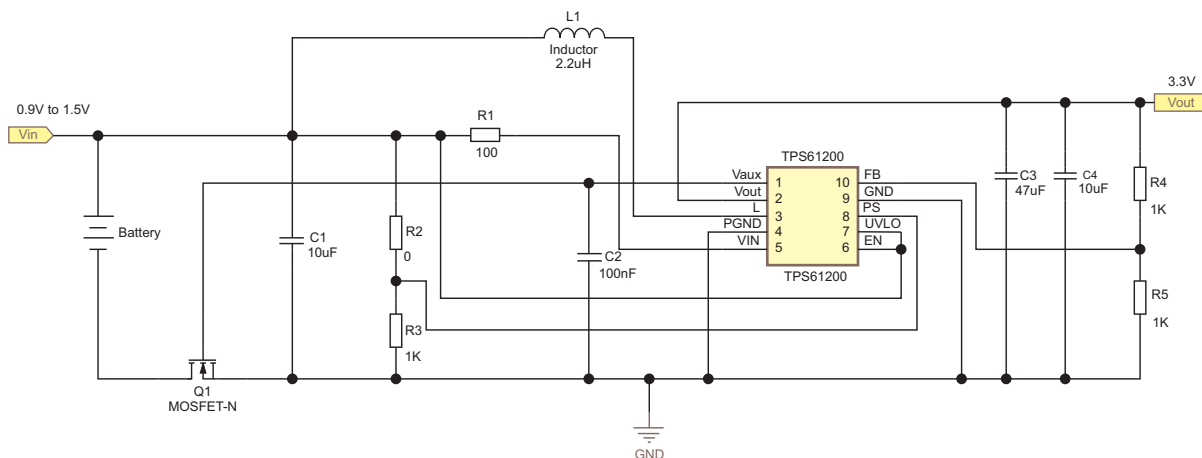 L1
Inductor
2.2uH
0.9V to 1.5V
Vin
3.3V
Vout
R1
100
TPS61200
Vaux 1 10 FB
Vout 2 9 GND
L 3 8 PS
PGND 4 7 UVLO
VIN 5 6 EN
TPS61200
C3
47uF
C4
10uF
R4
1K
Battery
C1
10uF
R2
0
C2
100nF
R3
1K
R5
1K
Q1
MOSFET-N
GND